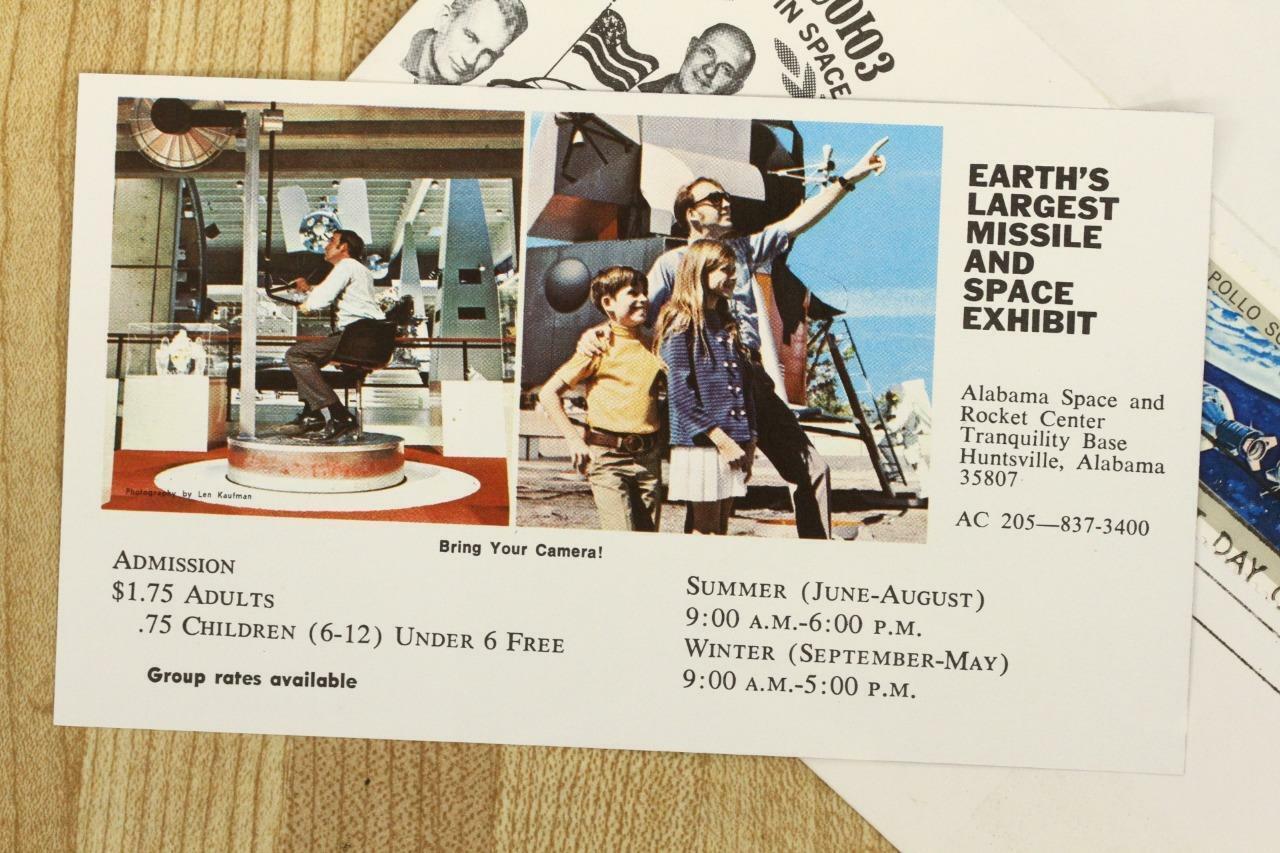 СОЮЗ
IN SPACE
EARTH'S
LARGEST
MISSILE
AND
SPACE
EXHIBIT
Alabama Space and
Rocket Center
Tranquility Base
Huntsville, Alabama
35807
AC 205—837-3400
Photography by Len Kaufman
Bring Your Camera!
ADMISSION
$1.75 ADULTS
.75 CHILDREN (6-12) UNDER 6 FREE
Group rates available
SUMMER (JUNE-AUGUST)
9:00 A.M.-6:00 P.M.
WINTER (SEPTEMBER-MAY)
9:00 A.M.-5:00 P.M.
POLLO SO
DAY